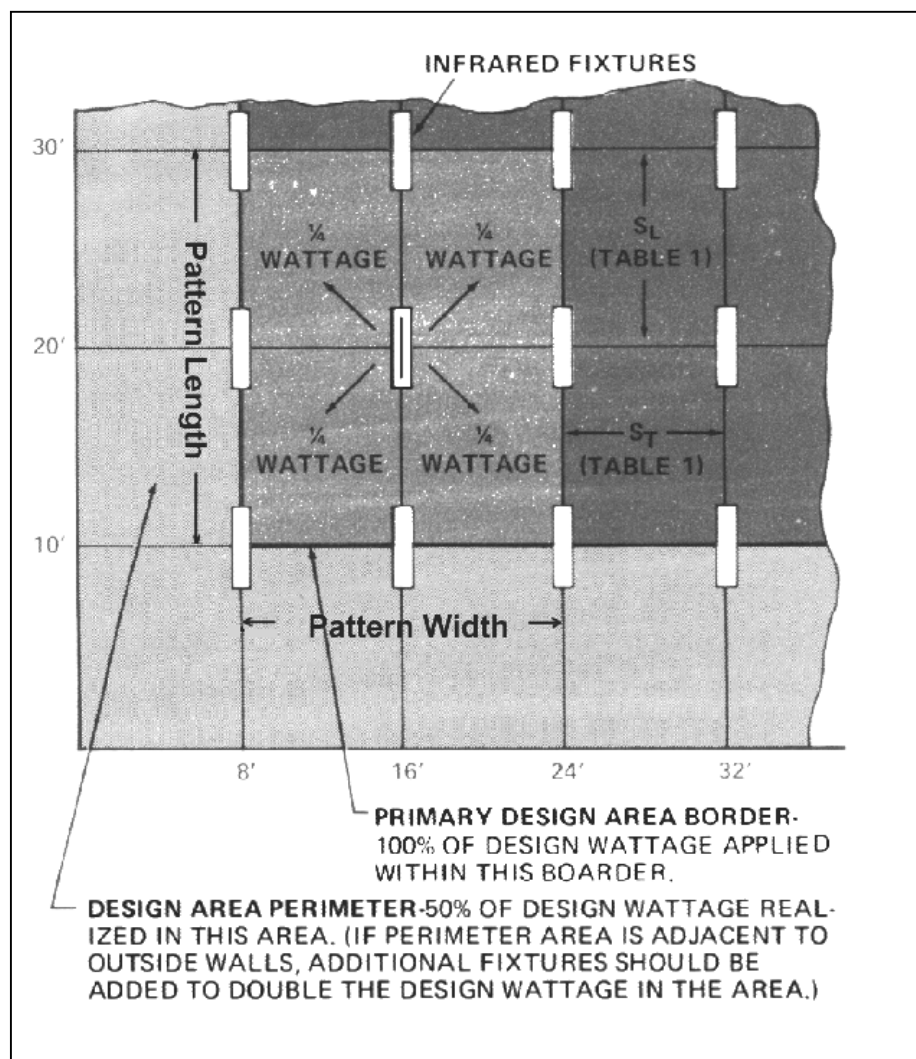 INFRARED FIXTURES
30'
20'
10'
Pattern Length
¼
WATTAGE
¼
WATTAGE
S_L
(TABLE 1)
¼
WATTAGE
¼
WATTAGE
S_T
(TABLE 1)
Pattern Width
8'
16'
24'
32'
PRIMARY DESIGN AREA BORDER-
100% OF DESIGN WATTAGE APPLIED
WITHIN THIS BOARDER.
DESIGN AREA PERIMETER-50% OF DESIGN WATTAGE REAL-
IZED IN THIS AREA. (IF PERIMETER AREA IS ADJACENT TO
OUTSIDE WALLS, ADDITIONAL FIXTURES SHOULD BE
ADDED TO DOUBLE THE DESIGN WATTAGE IN THE AREA.)